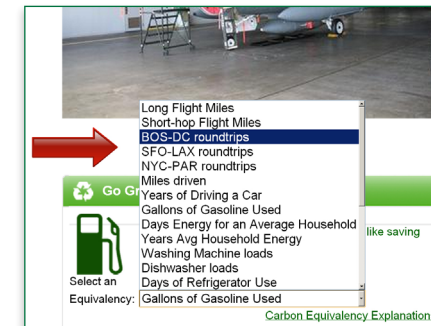 Long Flight Miles
Short-hop Flight Miles
BOS-DC roundtrips
SFO-LAX roundtrips
NYC-PAR roundtrips
Miles driven
Go Gr
Years of Driving a Car
Gallons of Gasoline Used
Days Energy for an Average Household
like saving
Years Avg Household Energy
Washing Machine loads
Dishwasher loads
Select an
Days of Refrigerator Use
Equivalency: Gallons of Gasoline Used
Carbon Equivalency Explanation